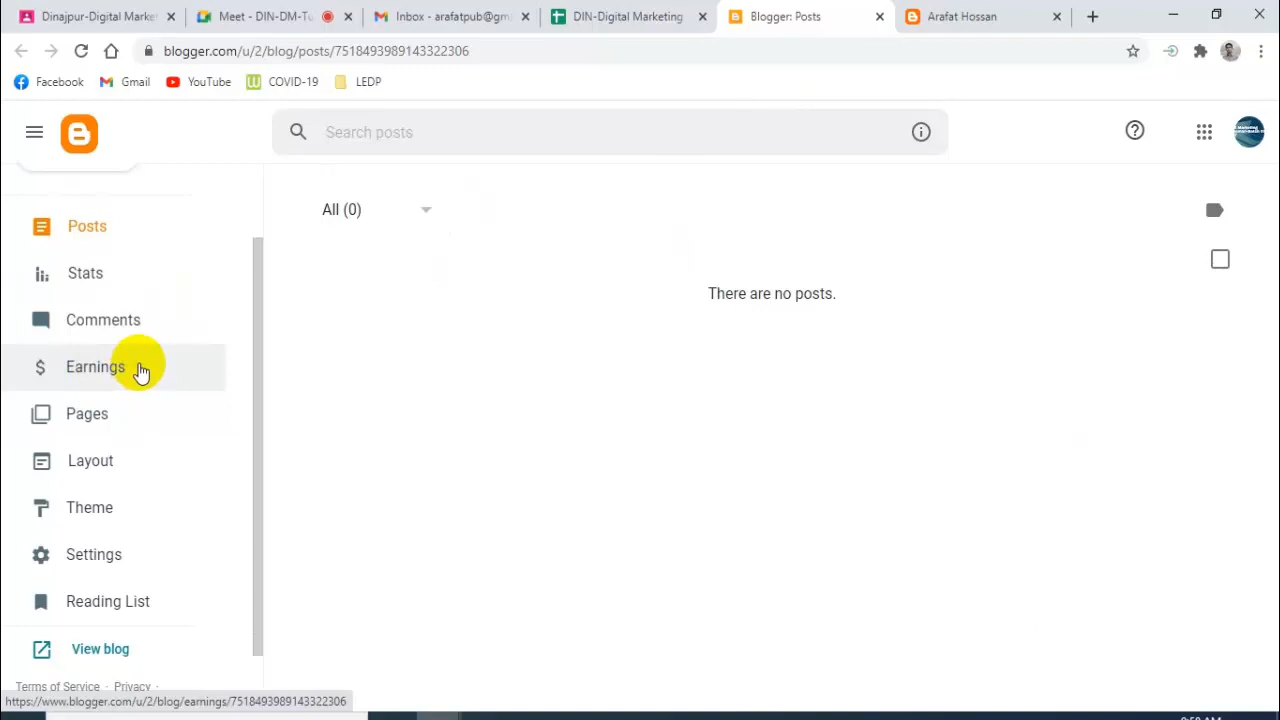 Dinajpur-Digital Marke
Meet - DIN-DM-To
Inbox - arafatpub@gm
DIN-Digital Marketing
Blogger: Posts
Arafat Hossan
blogger.com/u/2/blog/posts/7518493989143322306
Facebook
Gmail
YouTube
COVID-19
LEDP
Search posts
All (0)
There are no posts.
Posts
Stats
Comments
$ Earnings
Pages
Layout
Theme
Settings
Reading List
View blog
Terms of Service · Privacy ·
https://www.blogger.com/u/2/blog/earnings/7518493989143322306